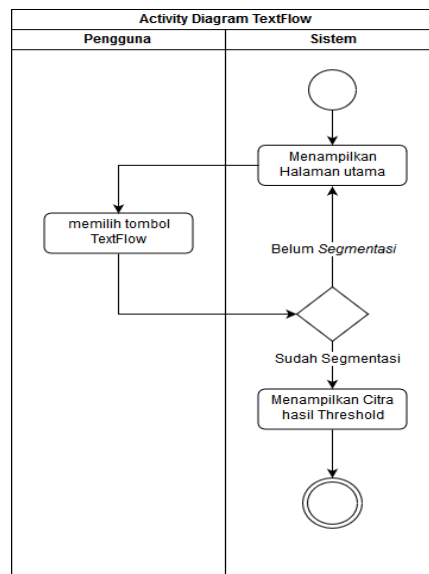 Activity Diagram TextFlow
Pengguna
Sistem
Menampilkan
Halaman utama
memilih tombol
TextFlow
Belum Segmentasi
Sudah Segmentasi
Menampilkan Citra
hasil Threshold